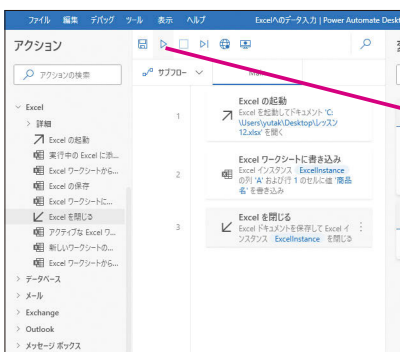 ファイル 編集 デバッグ ツール 表示 ヘルプ Excelへのデータ入力 | Power Automate Desk
アクション
アクションの検索
サブフロー
Excel
詳細
Excel の起動
実行中の Excel に添...
Excel ワークシートから...
Excel の保存
Excel ワークシートに...
Excel を閉じる
アクティブな Excel ワ...
新しいワークシートの...
Excel ワークシートから...
データベース
メール
Exchange
Outlook
メッセージ ボックス
1
Excel の起動
Excel を起動してドキュメント 'C:
\Users\yutak\Desktop\レッスン
12.xlsx' を開く
2
Excel ワークシートに書き込み
Excel インスタンス ExcelInstance
の列 'A' および行 1 のセルに値 '商品
名' を書き込み
3
Excel を閉じる
Excel ドキュメントを保存して Excel イ
ンスタンス ExcelInstance を閉じる